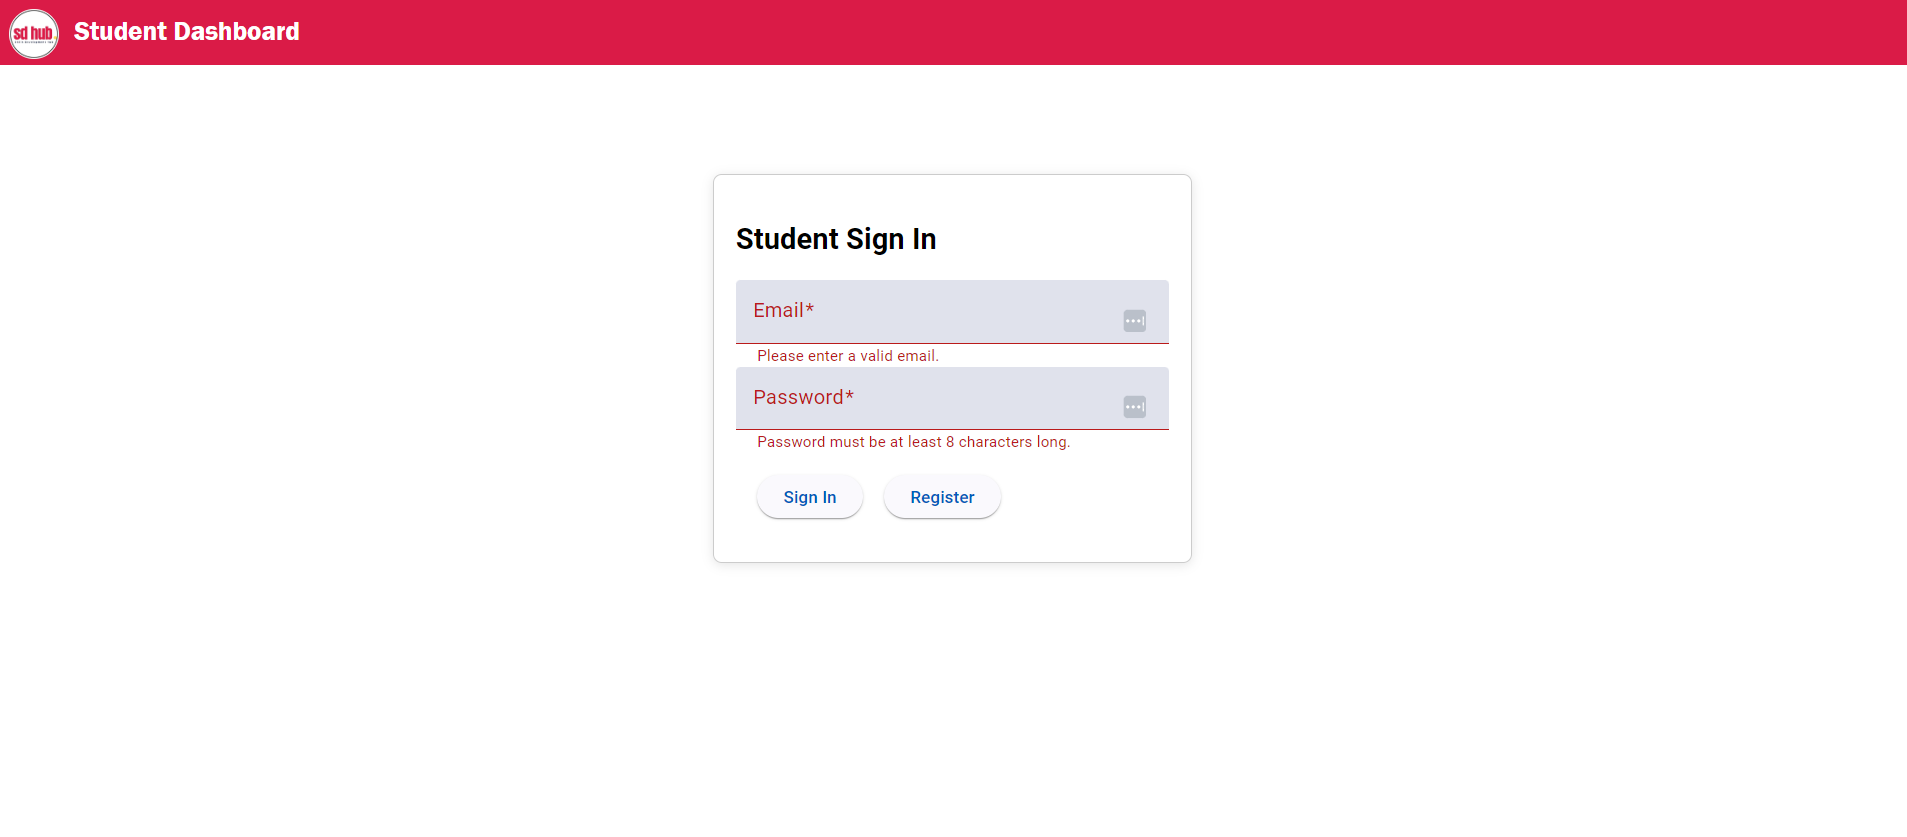 sd hub
Student Dashboard
Student Sign In
Email*
Please enter a valid email.
Password*
Password must be at least 8 characters long.
Sign In
Register